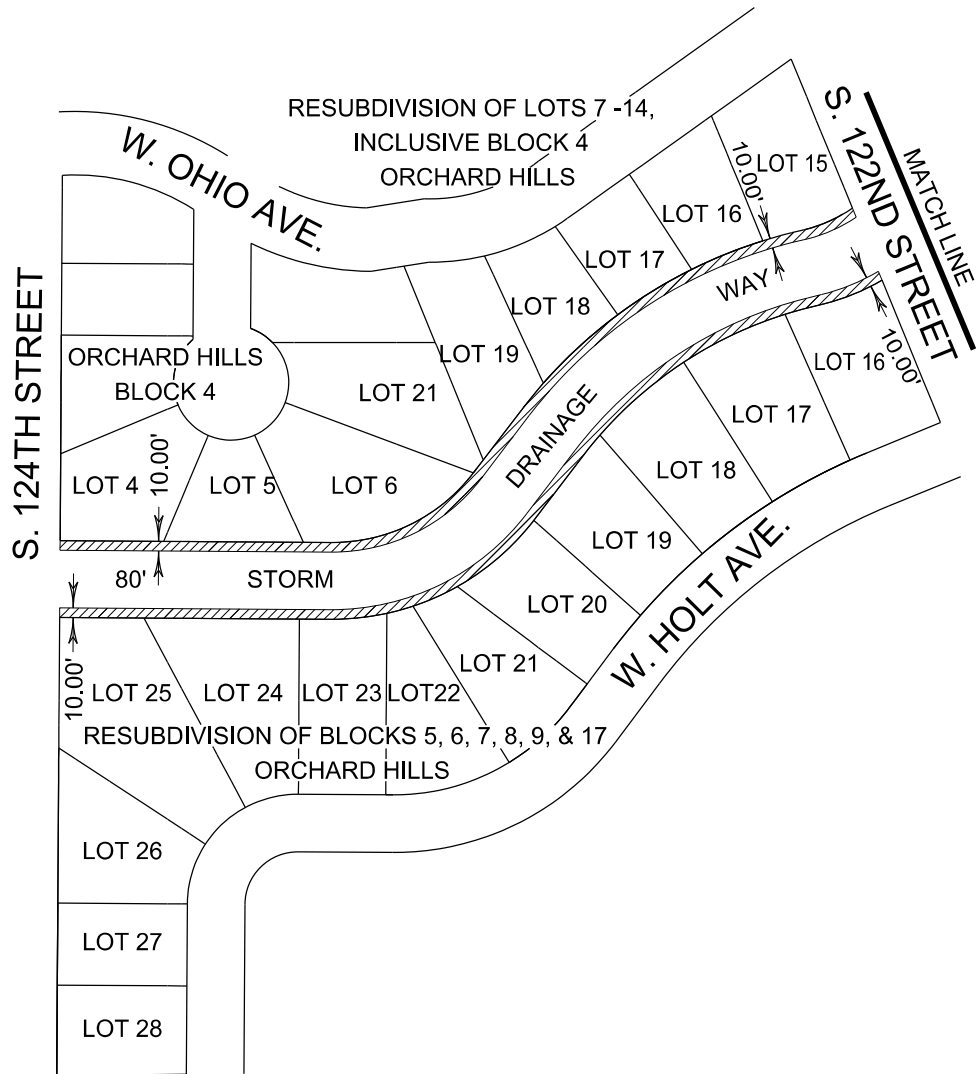 RESUBDIVISION OF LOTS 7 -14,
INCLUSIVE BLOCK 4
ORCHARD HILLS
W. OHIO AVE.
S. 122ND STREET
MATCH LINE
10.00'
LOT 15
LOT 16
LOT 17
LOT 18
LOT 19
WAY
10.00'
S. 124TH STREET
ORCHARD HILLS
BLOCK 4
LOT 21
LOT 16
LOT 17
LOT 18
LOT 19
LOT 20
LOT 21
DRAINAGE
LOT 4
10.00'
LOT 5
LOT 6
80'
STORM
W. HOLT AVE.
10.00'
LOT 25
LOT 24
LOT 23
LOT22
RESUBDIVISION OF BLOCKS 5, 6, 7, 8, 9, & 17
ORCHARD HILLS
LOT 26
LOT 27
LOT 28